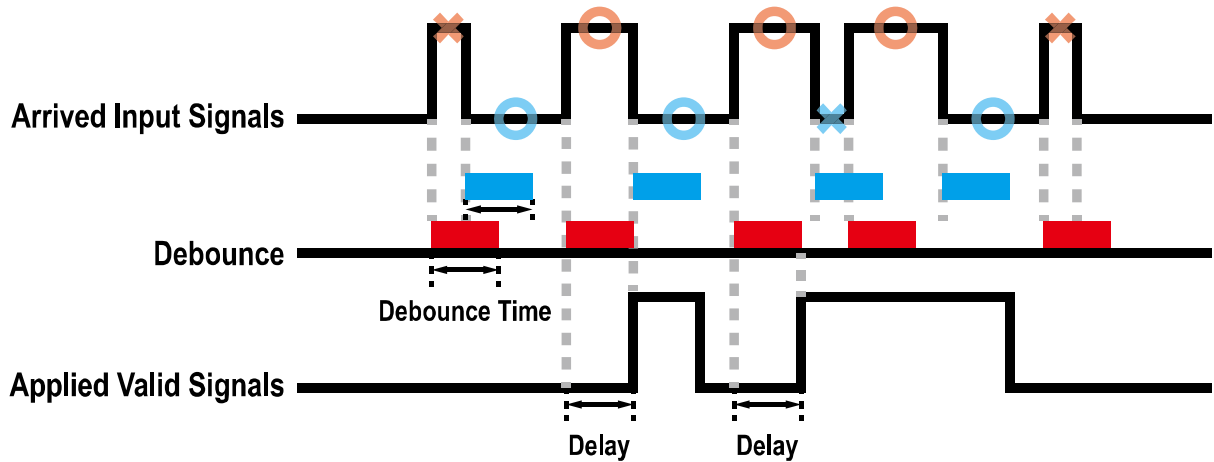 Arrived Input Signals
Debounce
Debounce Time
Applied Valid Signals
Delay
Delay